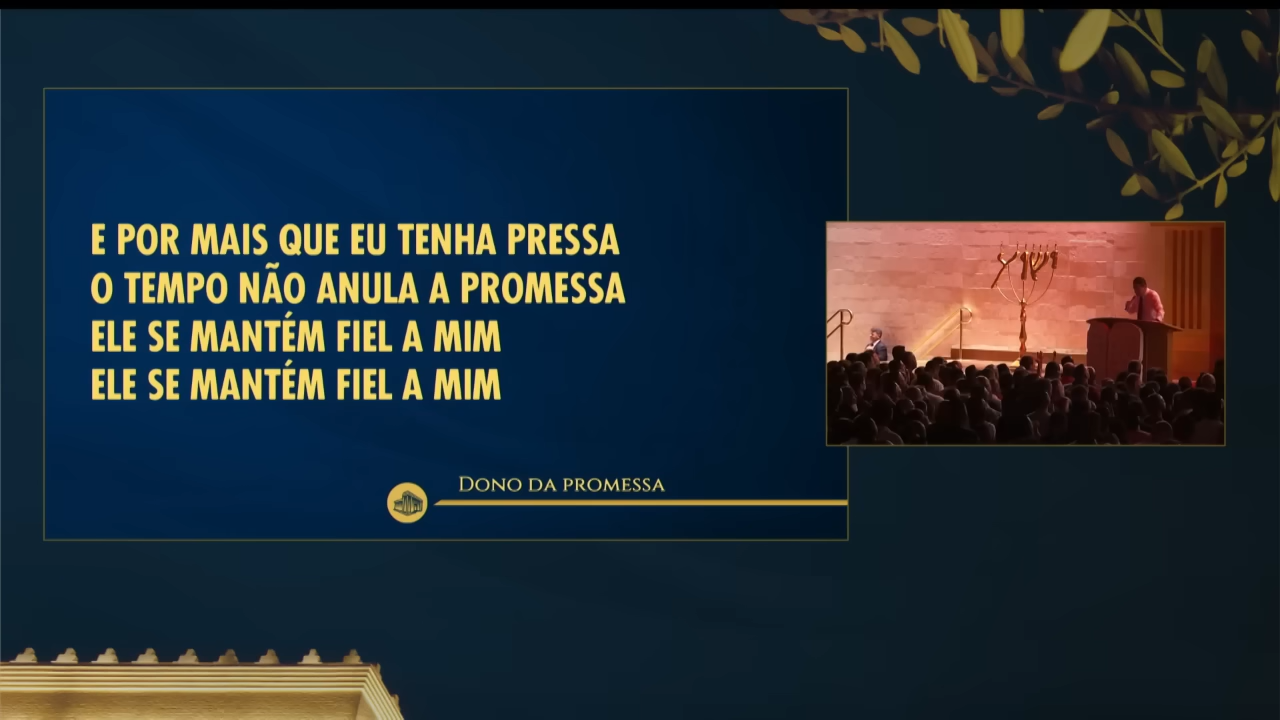 E POR MAIS QUE EU TENHA PRESSA
O TEMPO NÃO ANULA A PROMESSA
ELE SE MANTÉM FIEL A MIM
ELE SE MANTÉM FIEL A MIM
DONO DA PROMESSA